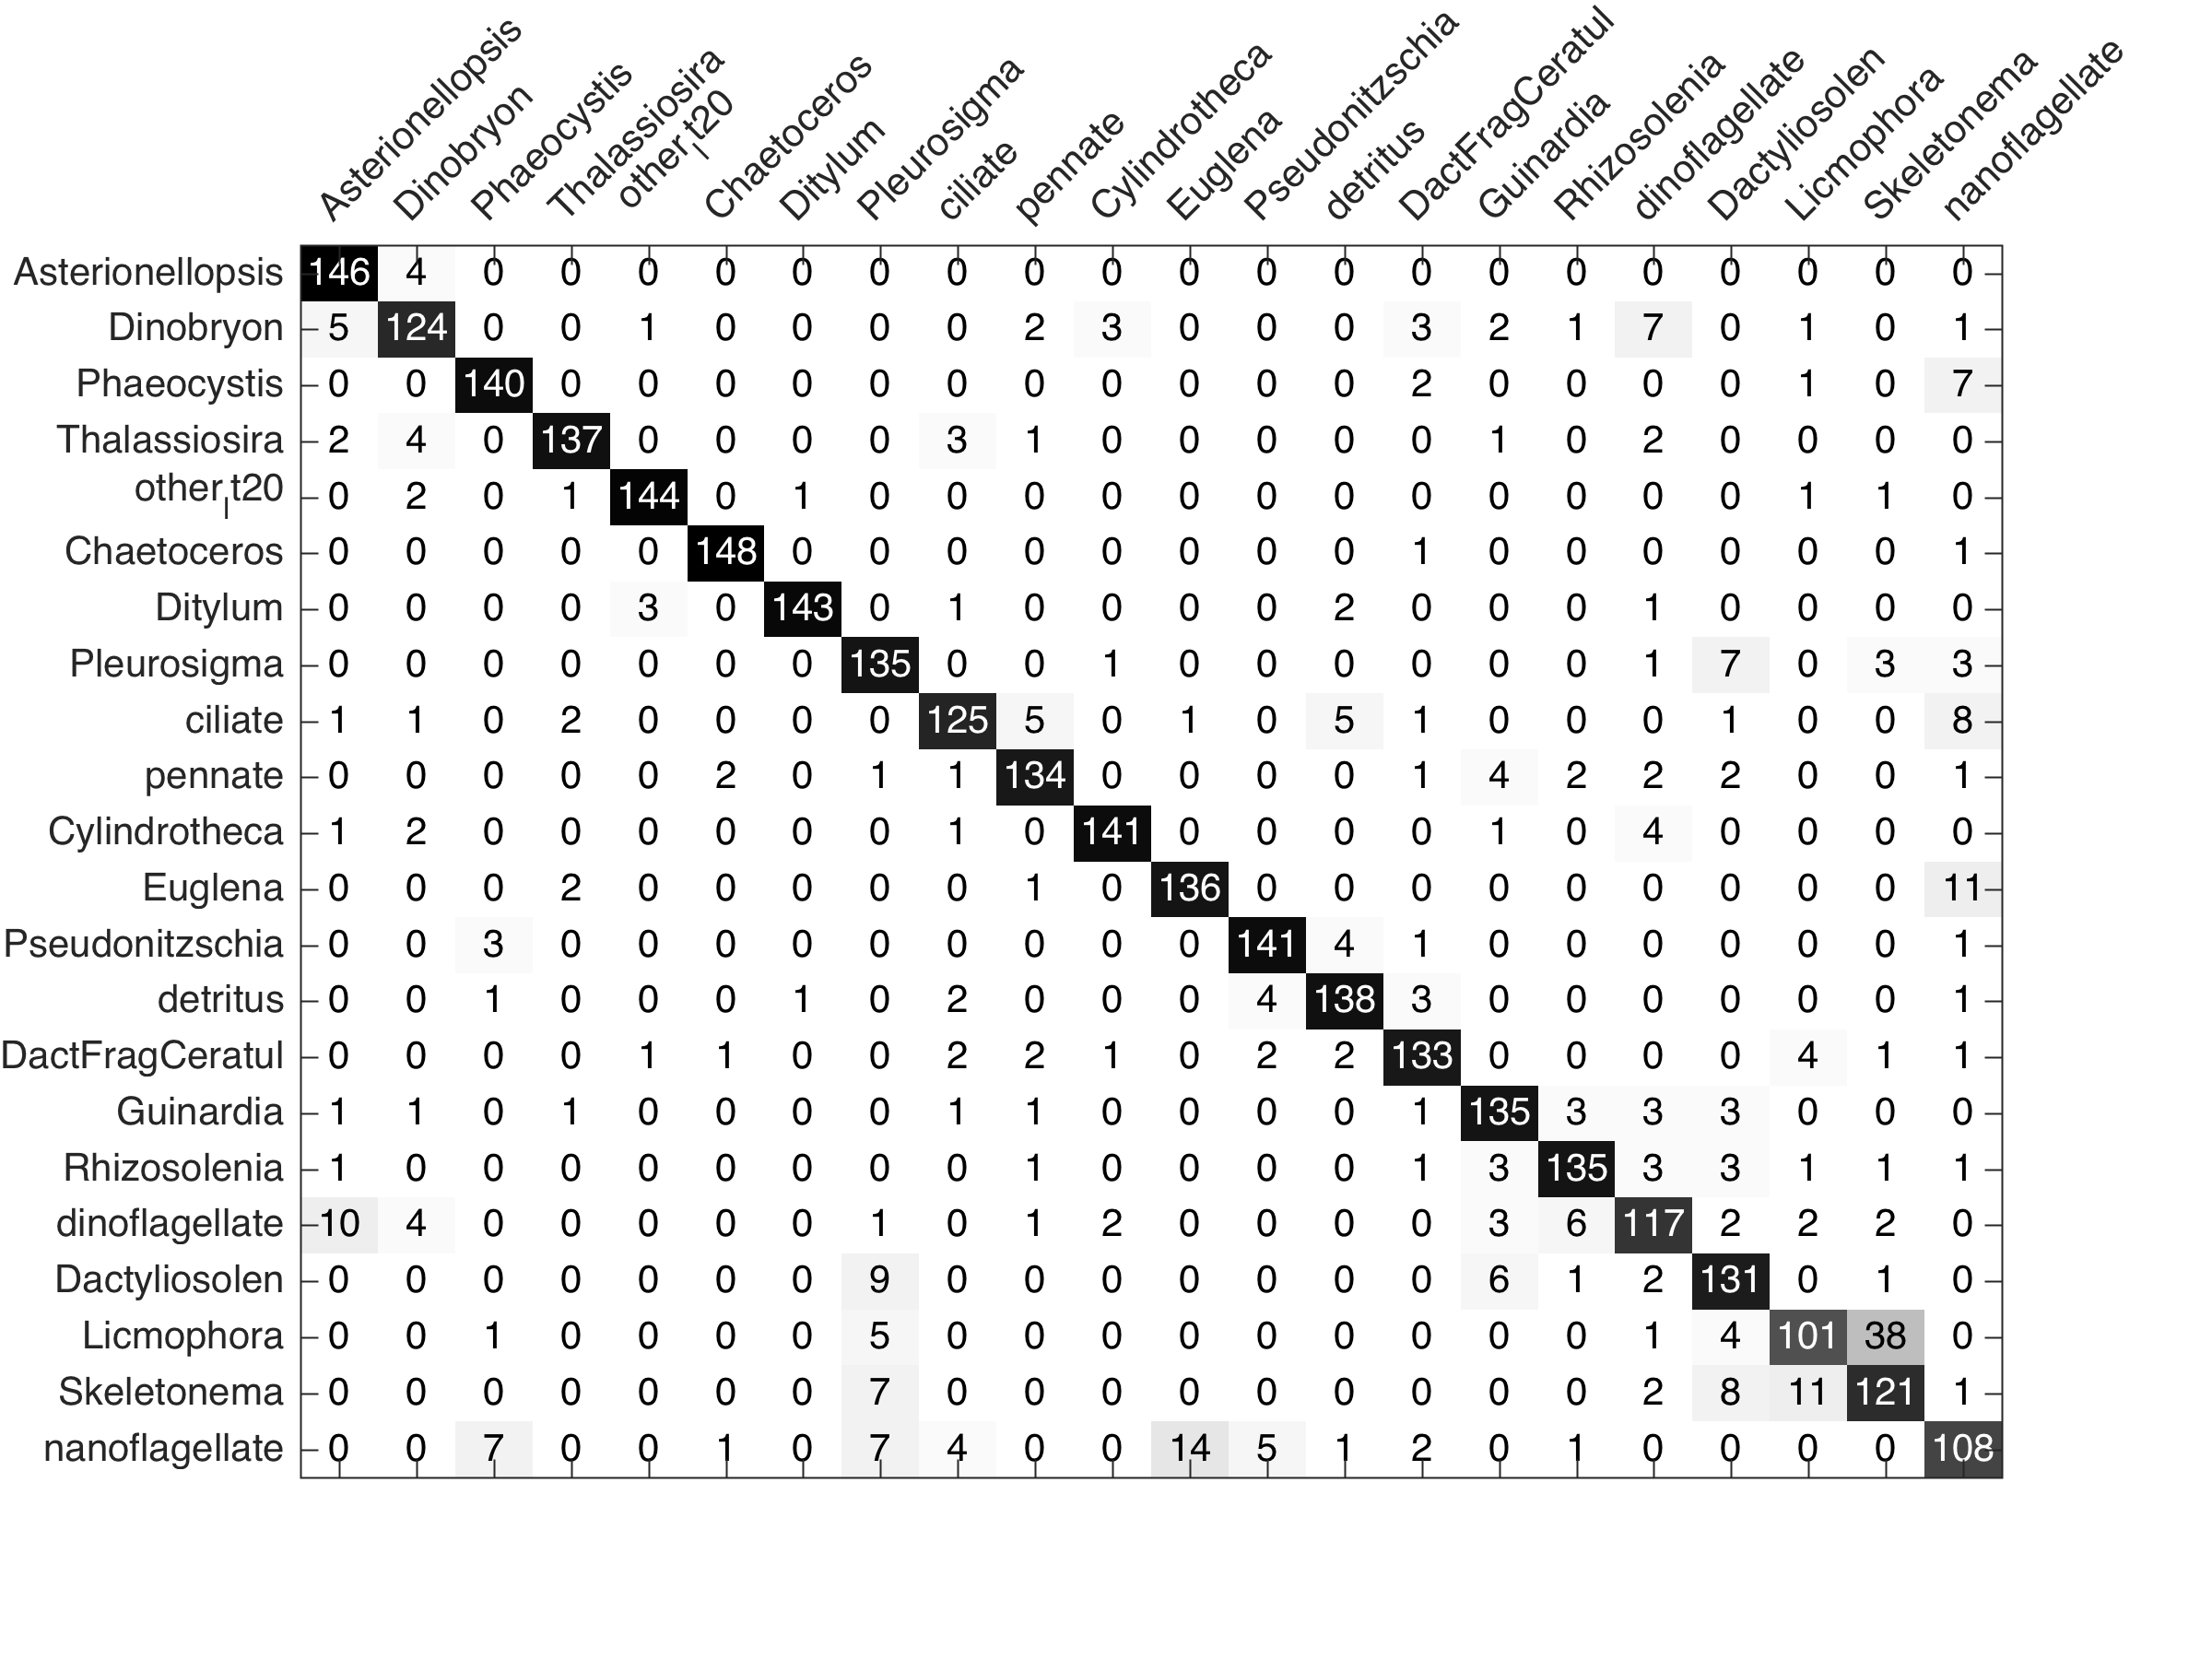 Asterionellopsis
Dinobryon
Phaeocystis
Thalassiosira
other_t20
Chaetoceros
Ditylum
Pleurosigma
ciliate
pennate
Cylindrotheca
Euglena
Pseudonitzschia
detritus
DactFragCeratul
Guinardia
Rhizosolenia
dinoflagellate
Dactyliosolen
Licmophora
Skeletonema
nanoflagellate
Asterionellopsis 146 4 0 0 0 0 0 0 0 0 0 0 0 0 0 0 0 0 0 0 0 0
Dinobryon 5 124 0 0 1 0 0 0 0 2 3 0 0 0 3 2 1 7 0 1 0 1
Phaeocystis 0 0 140 0 0 0 0 0 0 0 0 0 0 0 2 0 0 0 0 1 0 7
Thalassiosira 2 4 0 137 0 0 0 0 3 1 0 0 0 0 0 1 0 2 0 0 0 0
other_t20 0 2 0 1 144 0 1 0 0 0 0 0 0 0 0 0 0 0 0 1 1 0
Chaetoceros 0 0 0 0 0 148 0 0 0 0 0 0 0 0 1 0 0 0 0 0 0 1
Ditylum 0 0 0 0 3 0 143 0 1 0 0 0 0 2 0 0 0 1 0 0 0 0
Pleurosigma 0 0 0 0 0 0 0 135 0 0 1 0 0 0 0 0 0 1 7 0 3 3
ciliate 1 1 0 2 0 0 0 0 125 5 0 1 0 5 1 0 0 0 1 0 0 8
pennate 0 0 0 0 0 2 0 1 1 134 0 0 0 0 1 4 2 2 2 0 0 1
Cylindrotheca 1 2 0 0 0 0 0 0 1 0 141 0 0 0 0 1 0 4 0 0 0 0
Euglena 0 0 0 2 0 0 0 0 0 1 0 136 0 0 0 0 0 0 0 0 0 11
Pseudonitzschia 0 0 3 0 0 0 0 0 0 0 0 0 141 4 1 0 0 0 0 0 0 1
detritus 0 0 1 0 0 0 1 0 2 0 0 0 4 138 3 0 0 0 0 0 0 1
DactFragCeratul 0 0 0 0 1 1 0 0 2 2 1 0 2 2 133 0 0 0 0 4 1 1
Guinardia 1 1 0 1 0 0 0 0 1 1 0 0 0 0 1 135 3 3 3 0 0 0
Rhizosolenia 1 0 0 0 0 0 0 0 0 1 0 0 0 0 1 3 135 3 3 1 1 1
dinoflagellate 10 4 0 0 0 0 0 1 0 1 2 0 0 0 0 3 6 117 2 2 2 0
Dactyliosolen 0 0 0 0 0 0 0 9 0 0 0 0 0 0 0 6 1 2 131 0 1 0
Licmophora 0 0 1 0 0 0 0 5 0 0 0 0 0 0 0 0 0 1 4 101 38 0
Skeletonema 0 0 0 0 0 0 0 7 0 0 0 0 0 0 0 0 0 2 8 11 121 1
nanoflagellate 0 0 7 0 0 1 0 7 4 0 0 14 5 1 2 0 1 0 0 0 0 108